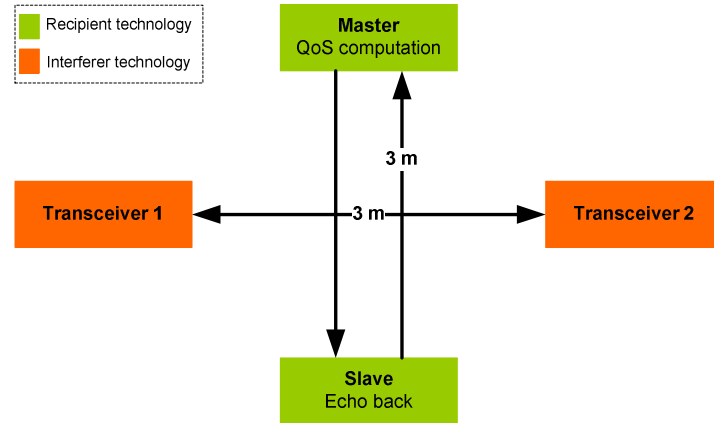 Recipient technology
Interferer technology
Master
QoS computation
3 m
Transceiver 1
3 m
Transceiver 2
Slave
Echo back